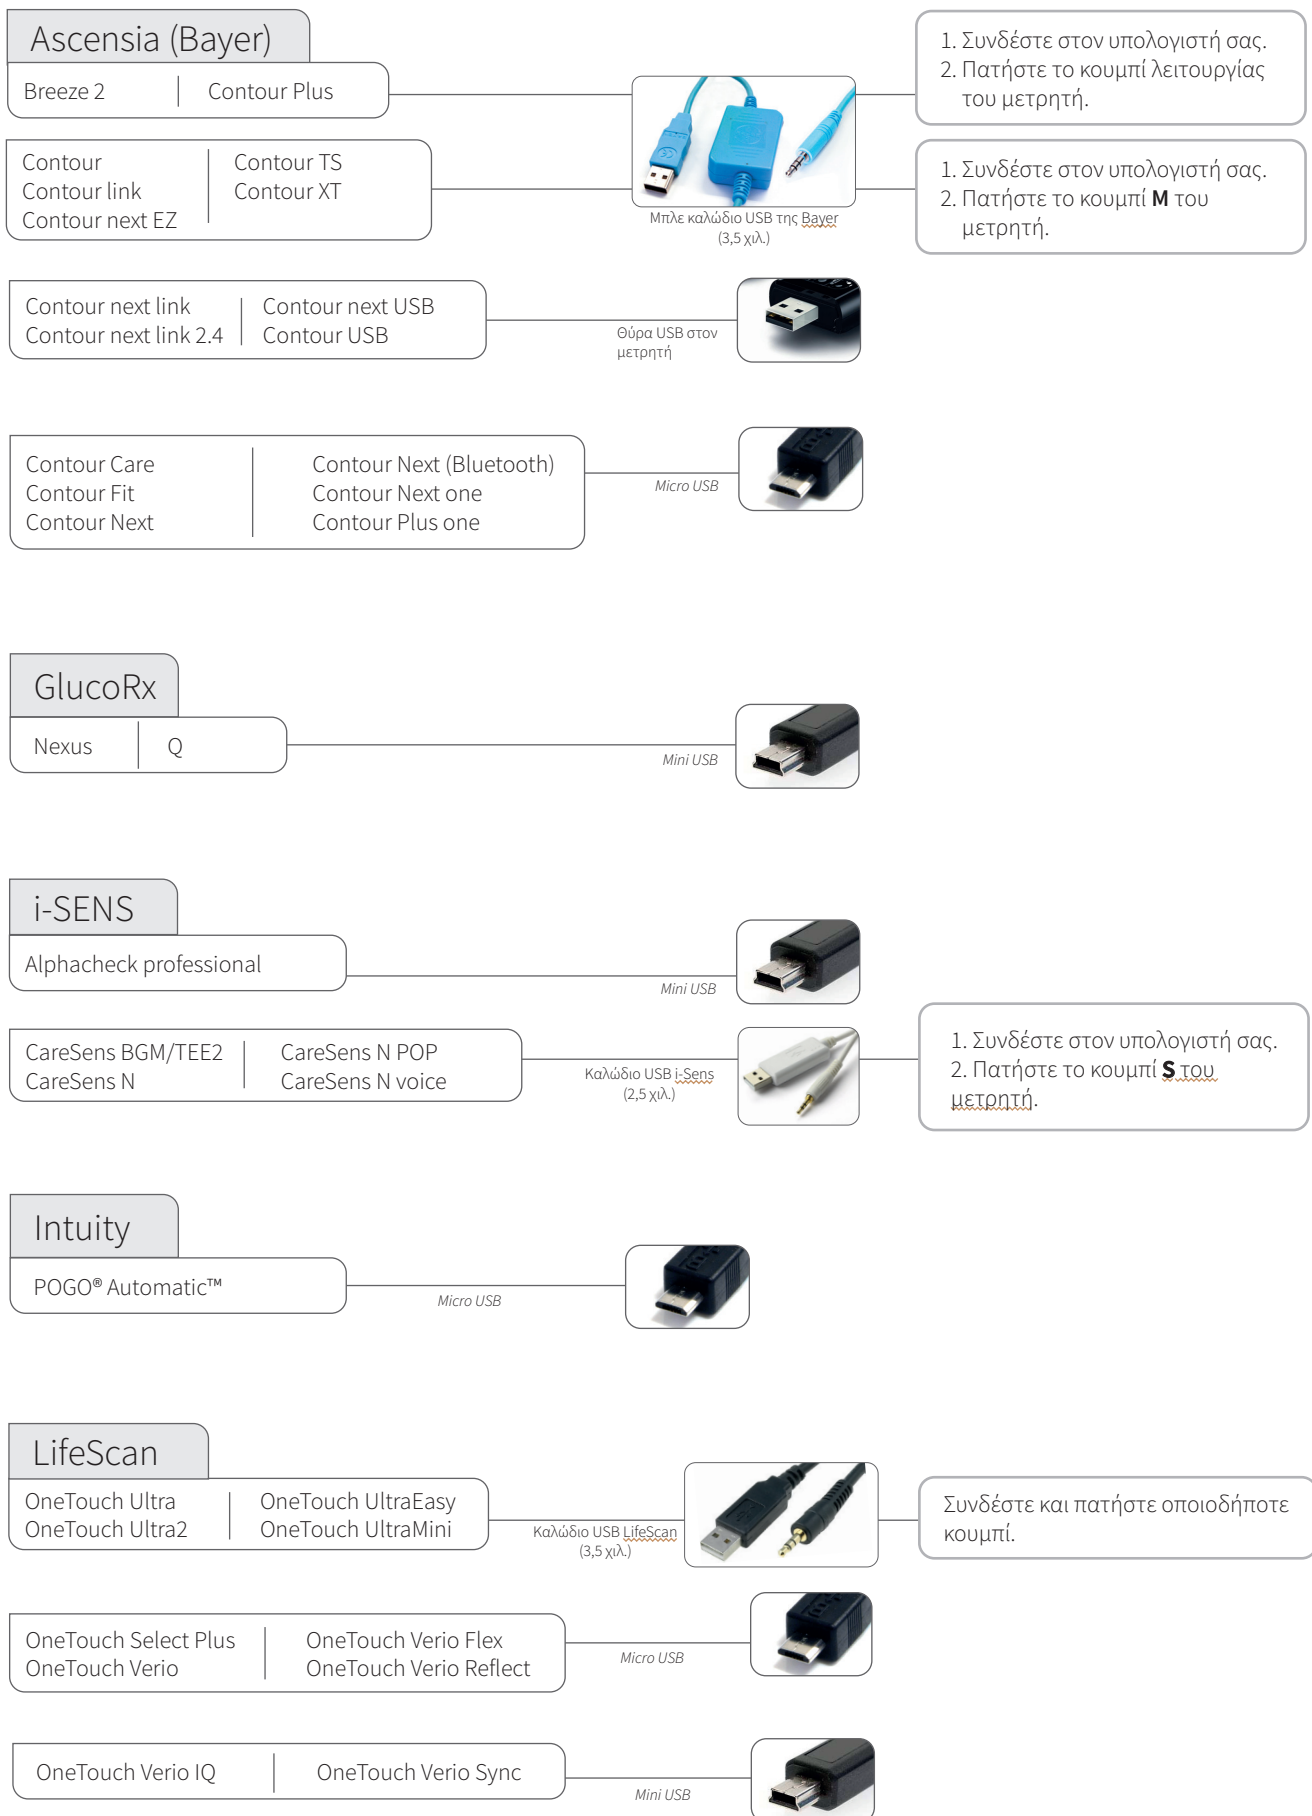 Ascensia (Bayer)
Breeze 2 Contour Plus
1. Συνδέστε στον υπολογιστή σας.
2. Πατήστε το κουμπί λειτουργίας
του μετρητή.
Contour Contour TS
Contour link Contour XT
Contour next EZ
Μπλε καλώδιο USB της Bayer
(3,5 χιλ.)
1. Συνδέστε στον υπολογιστή σας.
2. Πατήστε το κουμπί M του
μετρητή.
Contour next link Contour next USB
Contour next link 2.4 Contour USB
Θύρα USB στον
μετρητή
Contour Care Contour Next (Bluetooth)
Contour Fit Contour Next one
Contour Next Contour Plus one
Micro USB
GlucoRx
Nexus Q
Mini USB
i-SENS
Alphacheck professional
Mini USB
CareSens BGM/TEE2 CareSens N POP
CareSens N CareSens N voice
Καλώδιο USB i-Sens
(2,5 χιλ.)
1. Συνδέστε στον υπολογιστή σας.
2. Πατήστε το κουμπί S του
μετρητή.
Intuity
POGO® Automatic™
Micro USB
LifeScan
OneTouch Ultra OneTouch UltraEasy
OneTouch Ultra2 OneTouch UltraMini
Καλώδιο USB LifeScan
(3,5 χιλ.)
Συνδέστε και πατήστε οποιοδήποτε
κουμπί.
OneTouch Select Plus OneTouch Verio Flex
OneTouch Verio OneTouch Verio Reflect
Micro USB
OneTouch Verio IQ OneTouch Verio Sync
Mini USB